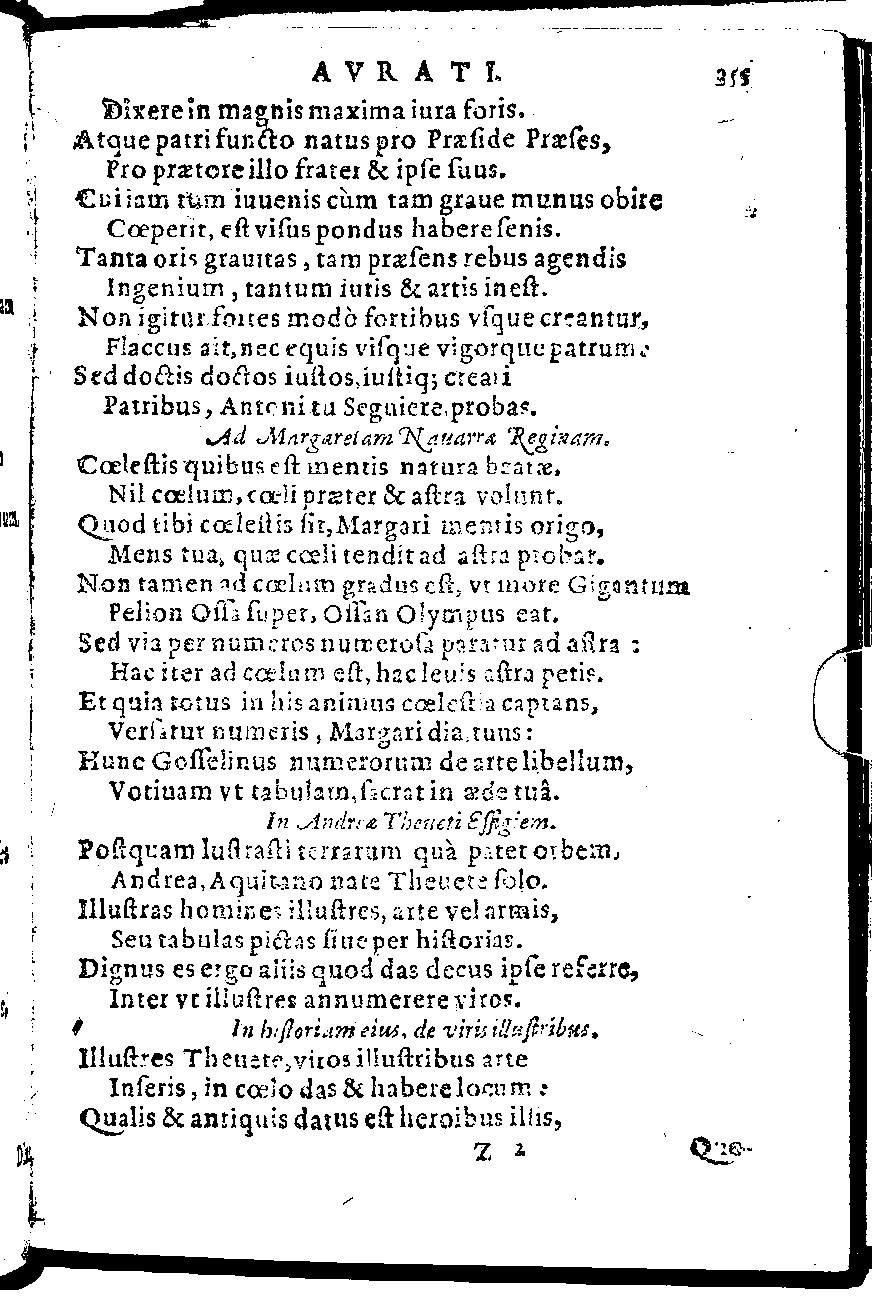 AVRATI. 355
Dixere in magnis maxima iura foris.
Atque patri functo natus pro Præſide Præſes,
Pro prætore illo frater & ipſe ſuus.
Cui iam tum iuuenis cùm tam graue munus obire
Cœperit, eſt viſus pondus habere ſenis.
Tanta oris grauitas, tam præſens rebus agendis
Ingenium, tantum iuris & artis ineſt.
Non igitur fortes modò fortibus vſque creantur,
Flaccus ait, nec equis viſque vigorque patrum:
Sed doctis doctos iuſtos, iuſtiq; creari
Patribus, Antoni tu Seguiere, probas.
Ad Margaretam Nauarræ Reginam.
Cœleſtis quibus eſt mentis natura beatæ,
Nil cœlum, cœli præter & aſtra volunt.
Quod tibi cœleſtis ſit, Margari mentis origo,
Mens tua, quæ cœli tendit ad aſtra probat.
Non tamen ad cœlum gradus eſt, vt more Gigantum
Pelion Oſſa ſuper, Oſſan Olympus eat.
Sed via per numeros numeroſa paratur ad aſtra:
Hac iter ad cœlum eſt, hac leuis aſtra petis.
Et quia totus in his animus cœleſtia captans,
Verſatur numeris, Margari dia, tuus:
Hunc Goſſelinus numerorum de arte libellum,
Votiuam vt tabulam, ſacrat in æde tuâ.
In Andreæ Theueti Effigiem.
Poſtquam luſtraſti terrarum quà patet orbem,
Andrea, Aquitano nate Theuete ſolo.
Illuſtras homines illuſtres, arte vel armis,
Seu tabulas pictas ſiue per hiſtorias.
Dignus es ergo aliis quod das decus ipſe referre,
Inter vt illuſtres annumerere viros.
In hiſtoriam eius, de viris illuſtribus.
Illuſtres Theuete, viros illuſtribus arte
Inſeris, in cœlo das & habere locum:
Qualis & antiquis datus eſt heroibus illis,
Z 2 Quæ